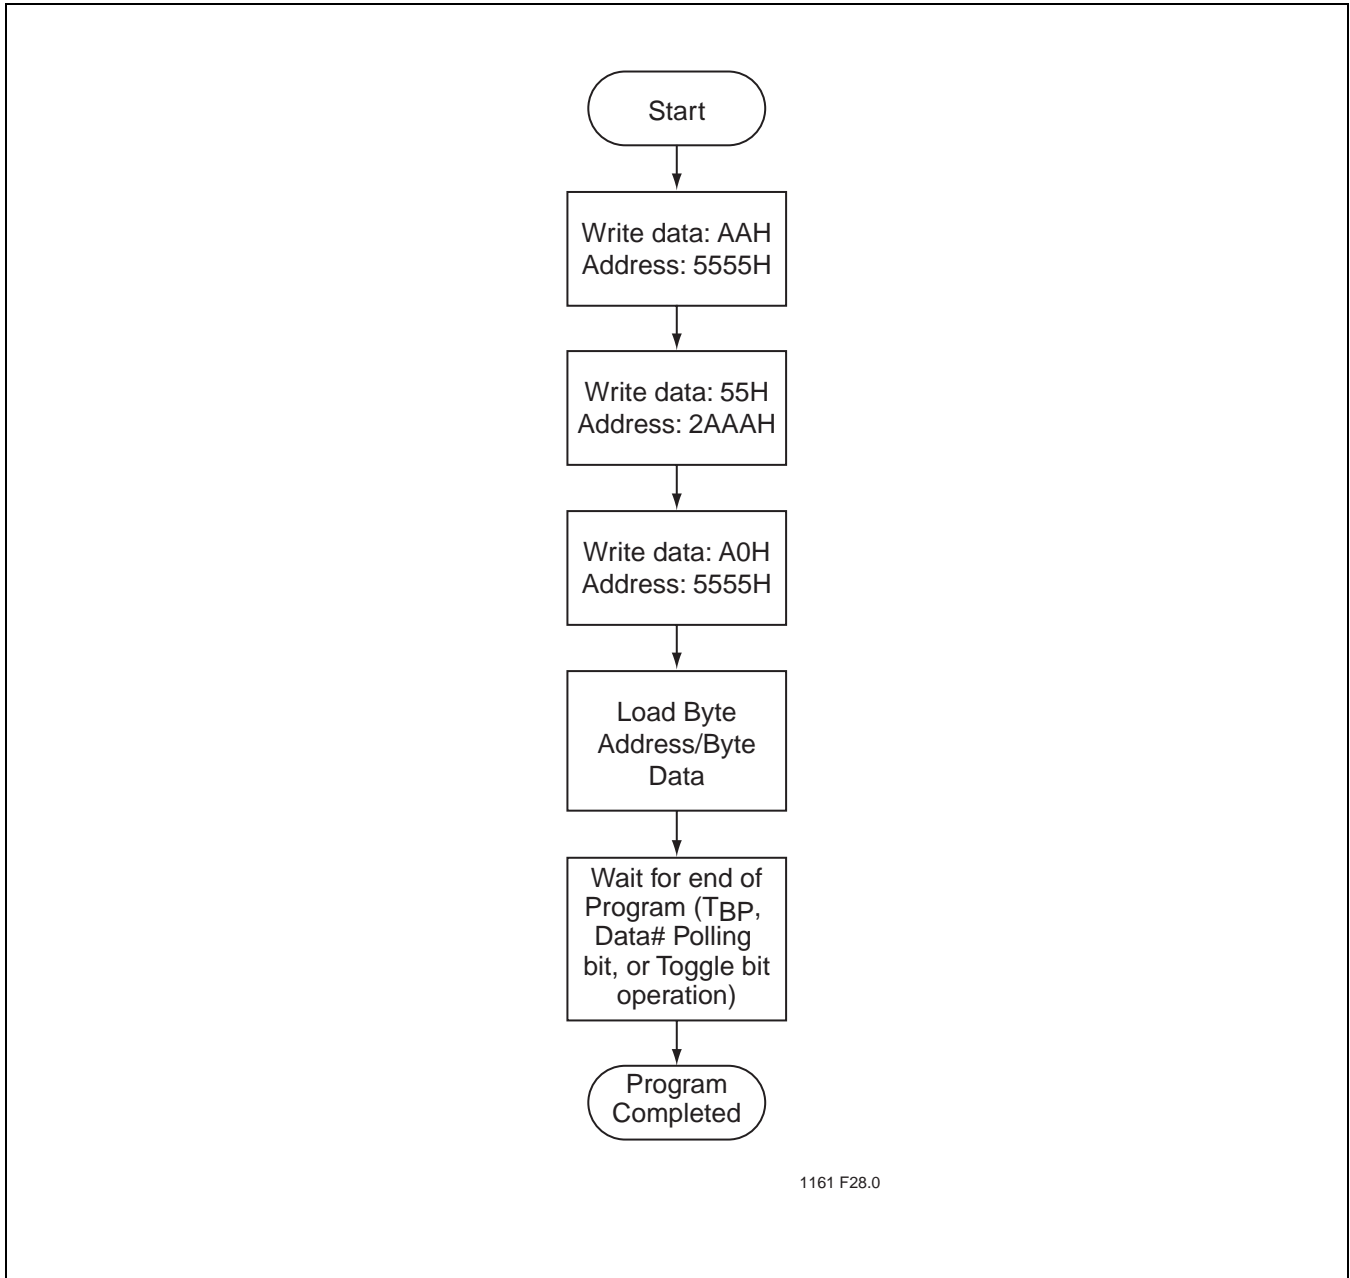 Start
Write data: AAH
Address: 5555H
Write data: 55H
Address: 2AAAH
Write data: A0H
Address: 5555H
Load Byte
Address/Byte
Data
Wait for end of
Program (TBP,
Data# Polling
bit, or Toggle bit
operation)
Program
Completed
1161 F28.0